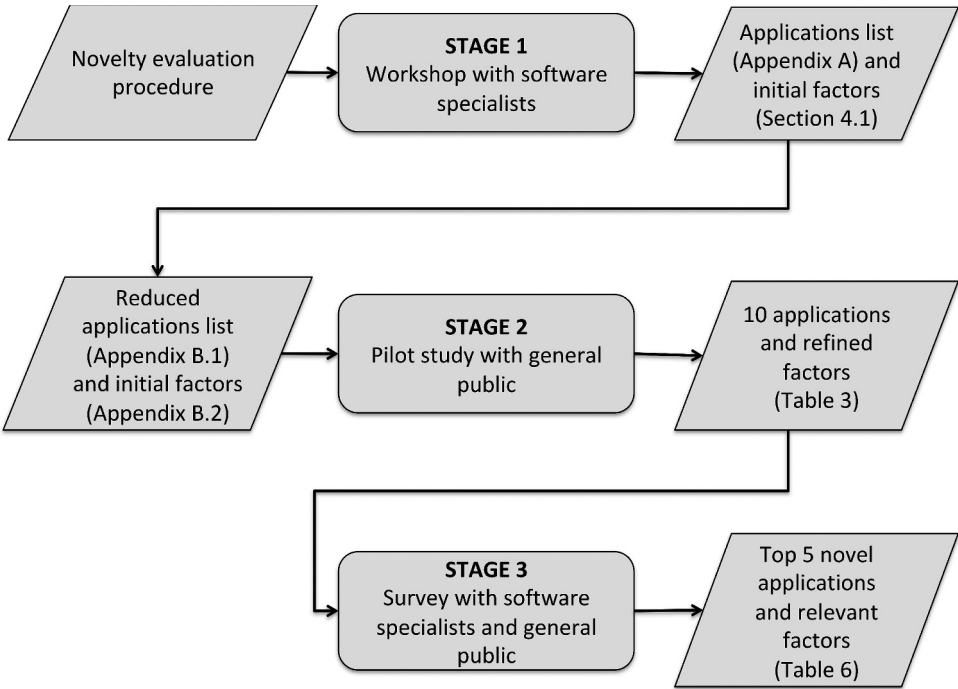 Novelty evaluation
procedure
STAGE 1
Workshop with software
specialists
Applications list
(Appendix A) and
initial factors
(Section 4.1)
Reduced
applications list
(Appendix B.1)
and initial factors
(Appendix B.2)
STAGE 2
Pilot study with general
public
10 applications
and refined
factors
(Table 3)
STAGE 3
Survey with software
specialists and general
public
Top 5 novel
applications
and relevant
factors
(Table 6)